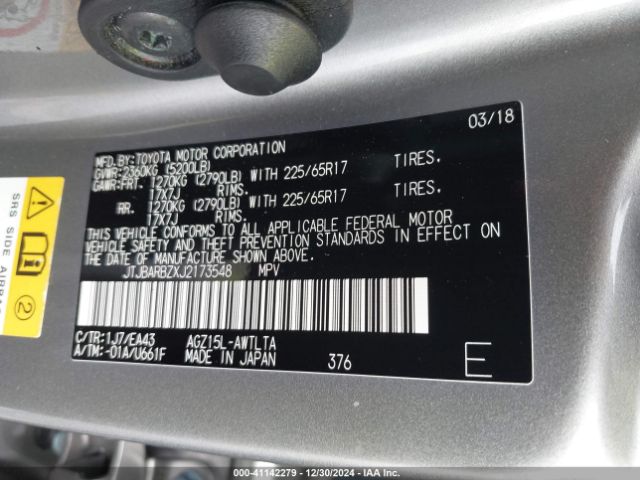 03/18
MFD.BY:TOYOTA MOTOR CORPORATION
GVWR:2360KG (5200LB)
GAWR:FRT. 1270KG (2790LB) WITH 225/65R17 TIRES.
17X7J RIMS.
RR. 1270KG (2790LB) WITH 225/65R17 TIRES.
17X7J RIMS.
THIS VEHICLE CONFORMS TO ALL APPLICABLE FEDERAL MOTOR
VEHICLE SAFETY AND THEFT PREVENTION STANDARDS IN EFFECT ON
THE DATE OF MANUFACTURE SHOWN ABOVE.
JTJBARBZXJ2173548 MPV
C/TR:1J7/EA43 AGZ15L-AWTLTA
A/TM:-01A/U661F MADE IN JAPAN 376 E
SRS SIDE AIRBAG
2
000-41142279 - 12/30/2024 - IAA Inc.